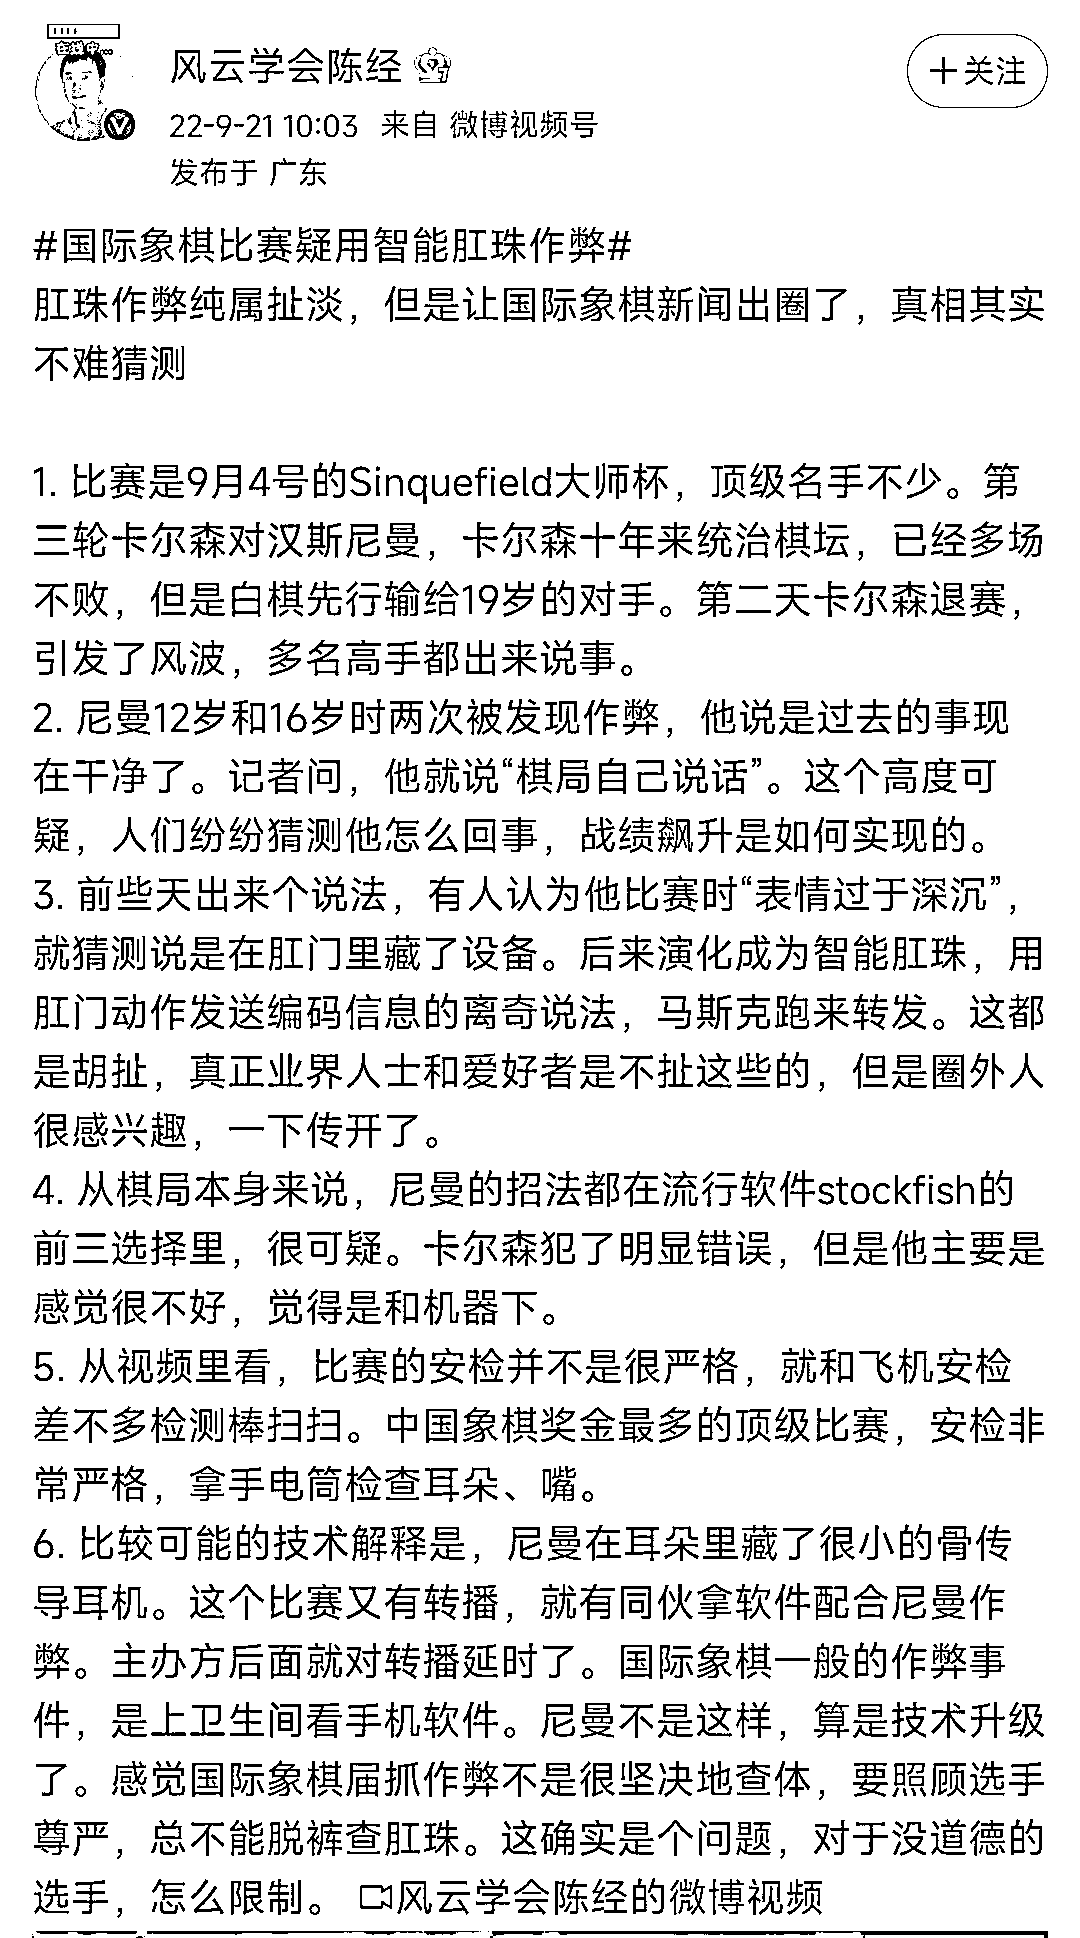 在线中...
风云学会陈经
+关注
22-9-21 10:03 来自 微博视频号
发布于 广东
#国际象棋比赛疑用智能肛珠作弊#
肛珠作弊纯属扯淡，但是让国际象棋新闻出圈了，真相其实
不难猜测
1. 比赛是9月4号的Sinquefield大师杯，顶级名手不少。第
三轮卡尔森对汉斯尼曼，卡尔森十年来统治棋坛，已经多场
不败，但是白棋先行输给19岁的对手。第二天卡尔森退赛，
引发了风波，多名高手都出来说事。
2. 尼曼12岁和16岁时两次被发现作弊，他说是过去的事现
在干净了。记者问，他就说“棋局自己说话”。这个高度可
疑，人们纷纷猜测他怎么回事，战绩飙升是如何实现的。
3. 前些天出来个说法，有人认为他比赛时“表情过于深沉”，
就猜测说是在肛门里藏了设备。后来演化成为智能肛珠，用
肛门动作发送编码信息的离奇说法，马斯克跑来转发。这都
是胡扯，真正业界人士和爱好者是不扯这些的，但是圈外人
很感兴趣，一下传开了。
4. 从棋局本身来说，尼曼的招法都在流行软件stockfish的
前三选择里，很可疑。卡尔森犯了明显错误，但是他主要是
感觉很不好，觉得是和机器下。
5. 从视频里看，比赛的安检并不是很严格，就和飞机安检
差不多检测棒扫扫。中国象棋奖金最多的顶级比赛，安检非
常严格，拿手电筒检查耳朵、嘴。
6. 比较可能的技术解释是，尼曼在耳朵里藏了很小的骨传
导耳机。这个比赛又有转播，就有同伙拿软件配合尼曼作
弊。主办方后面就对转播延时了。国际象棋一般的作弊事
件，是上卫生间看手机软件。尼曼不是这样，算是技术升级
了。感觉国际象棋届抓作弊不是很坚决地查体，要照顾选手
尊严，总不能脱裤查肛珠。这确实是个问题，对于没道德的
选手，怎么限制。 风云学会陈经的微博视频